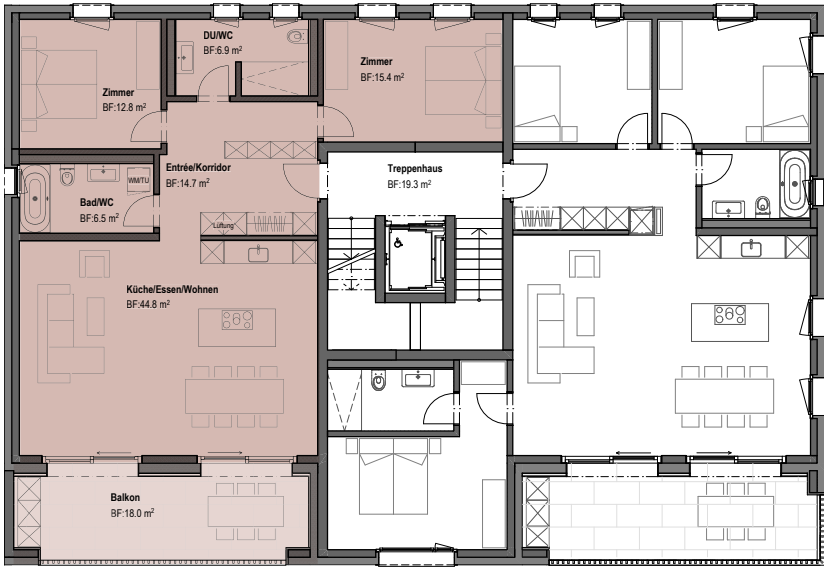 DU/WC
BF:6.9 m²
Zimmer
BF:15.4 m²
Zimmer
BF:12.8 m²
Entrée/Korridor
BF:14.7 m²
Treppenhaus
BF:19.3 m²
WM/TU
Bad/WC
BF:6.5 m²
Lüftung
Küche/Essen/Wohnen
BF:44.8 m²
Balkon
BF:18.0 m²